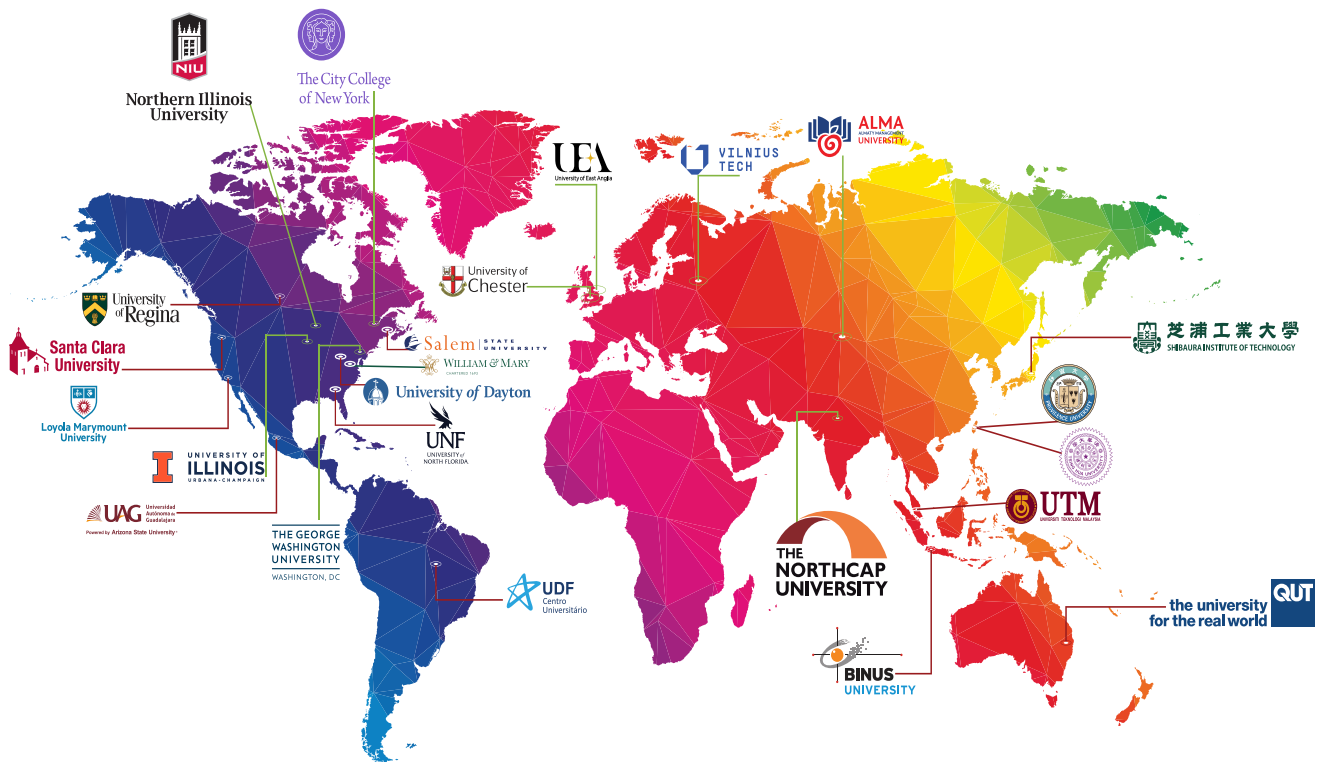 NIU
Northern Illinois
University
The City College
of New York
UEA
University of East Anglia
VILNIUS
TECH
ALMA
ALMATY MANAGEMENT
UNIVERSITY
University of
Chester
University
of Regina
Santa Clara
University
Loyola Marymount
University
Salem STATE
UNIVERSITY
WILLIAM & MARY
CHARTERED 1693
University of Dayton
UNF
UNIVERSITY of
NORTH FLORIDA.
UNIVERSITY OF
ILLINOIS
URBANA-CHAMPAIGN
UAG
Universidad
Autónoma de
Guadalajara
Powered by Arizona State University
THE GEORGE
WASHINGTON
UNIVERSITY
WASHINGTON, DC
UDF
Centro
Universitário
芝浦工業大學
SHIBAURA INSTITUTE OF TECHNOLOGY
PROVIDENCE UNIVERSITY
UTM
UNIVERSITI TEKNOLOGI MALAYSIA
THE
NORTHCAP
UNIVERSITY
BINUS
UNIVERSITY
the university
for the real world
QUT